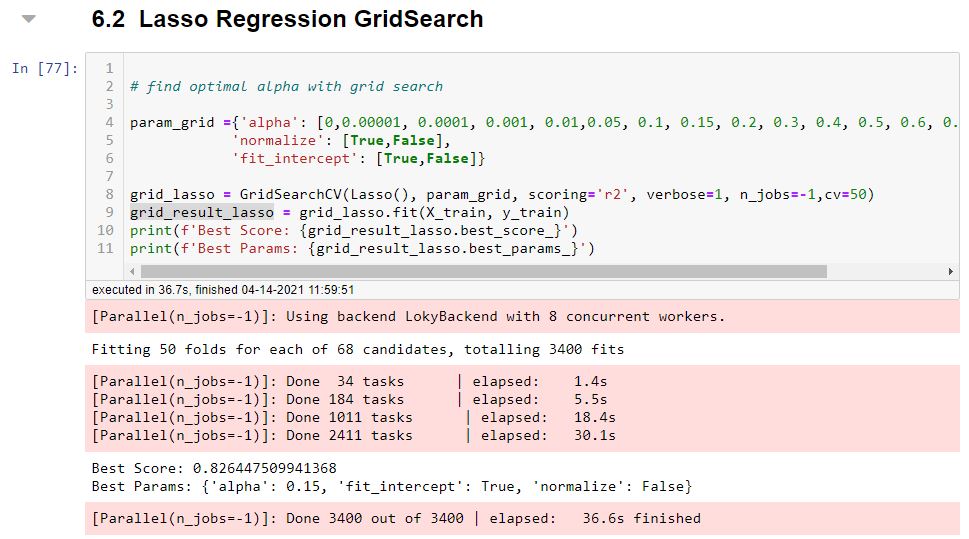 6.2 Lasso Regression GridSearch
In [77]:
1
2 # find optimal alpha with grid search
3
4 param_grid ={'alpha': [0,0.00001, 0.0001, 0.001, 0.01,0.05, 0.1, 0.15, 0.2, 0.3, 0.4, 0.5, 0.6, 0.
5 'normalize': [True,False],
6 'fit_intercept': [True,False]}
7
8 grid_lasso = GridSearchCV(Lasso(), param_grid, scoring='r2', verbose=1, n_jobs=-1,cv=50)
9 grid_result_lasso = grid_lasso.fit(X_train, y_train)
10 print(f'Best Score: {grid_result_lasso.best_score_}')
11 print(f'Best Params: {grid_result_lasso.best_params_}')
executed in 36.7s, finished 04-14-2021 11:59:51
[Parallel(n_jobs=-1)]: Using backend LokyBackend with 8 concurrent workers.
Fitting 50 folds for each of 68 candidates, totalling 3400 fits
[Parallel(n_jobs=-1)]: Done 34 tasks | elapsed: 1.4s
[Parallel(n_jobs=-1)]: Done 184 tasks | elapsed: 5.5s
[Parallel(n_jobs=-1)]: Done 1011 tasks | elapsed: 18.4s
[Parallel(n_jobs=-1)]: Done 2411 tasks | elapsed: 30.1s
Best Score: 0.826447509941368
Best Params: {'alpha': 0.15, 'fit_intercept': True, 'normalize': False}
[Parallel(n_jobs=-1)]: Done 3400 out of 3400 | elapsed: 36.6s finished